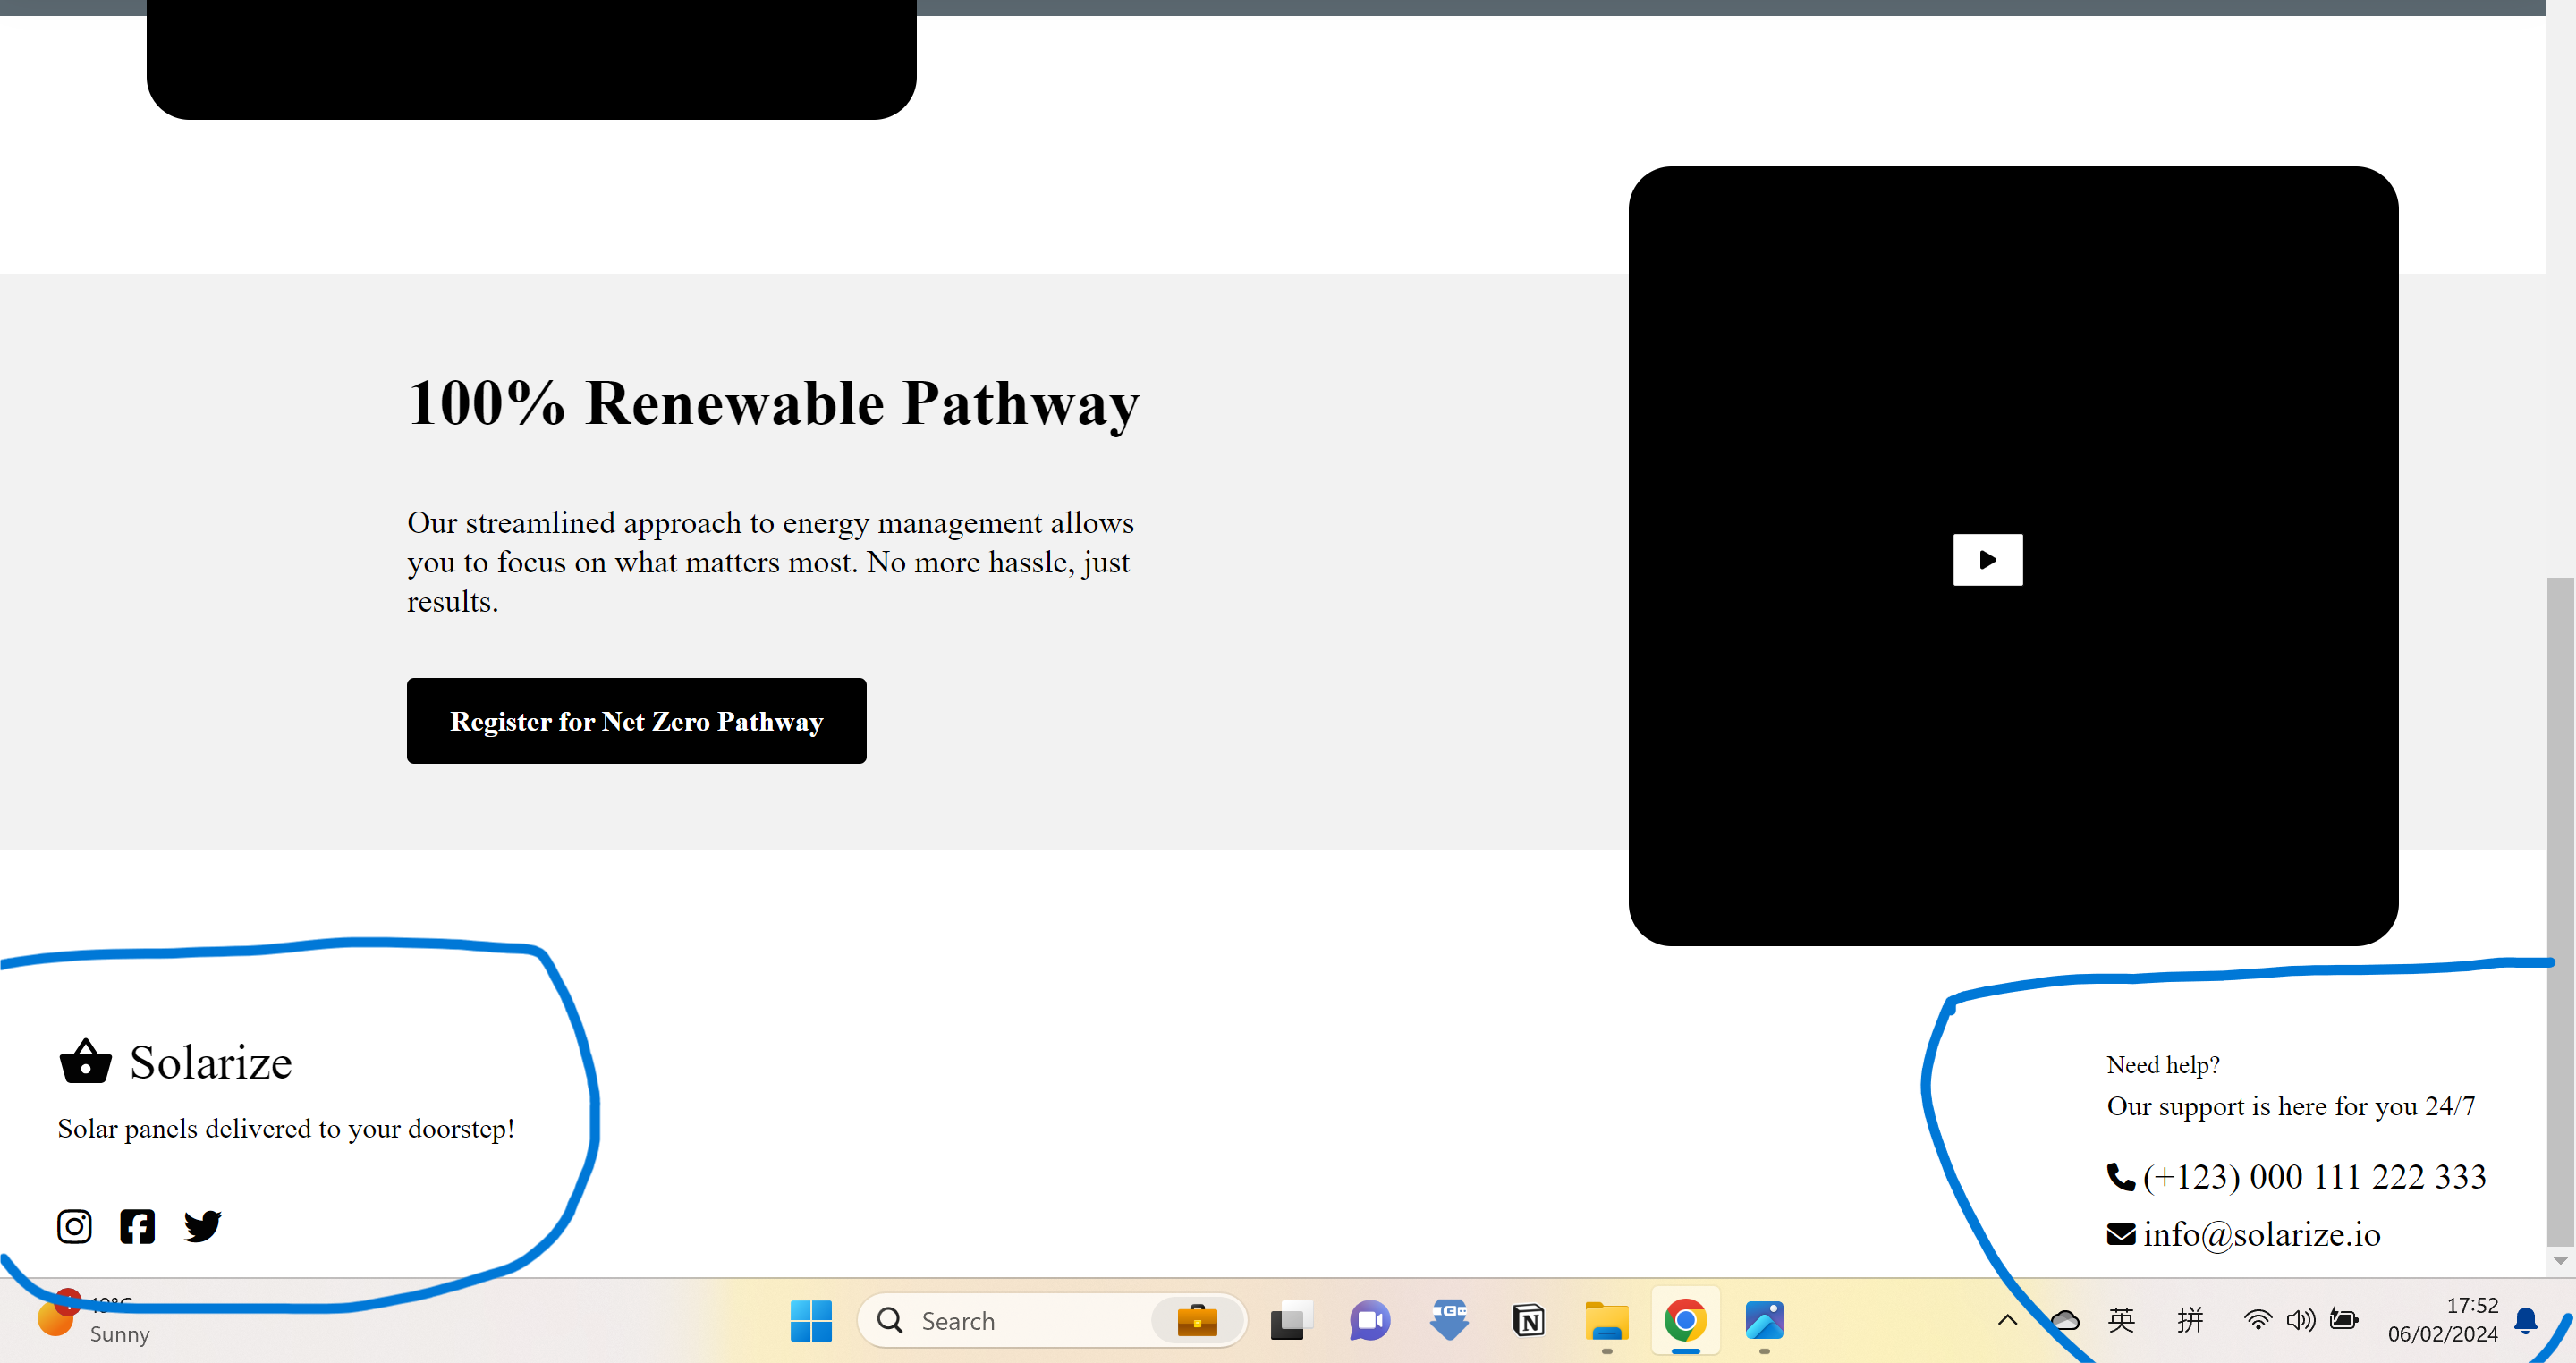 100% Renewable Pathway
Our streamlined approach to energy management allows
you to focus on what matters most. No more hassle, just
results.
Register for Net Zero Pathway
Solarize
Solar panels delivered to your doorstep!
Need help?
Our support is here for you 24/7
(+123) 000 111 222 333
info@solarize.io
Sunny
Search
英
拼
17:52
06/02/2024